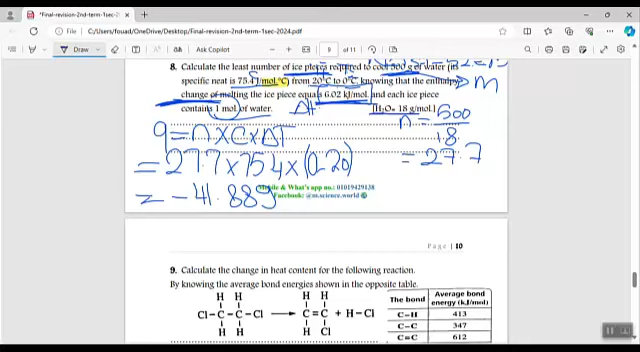 *Final-revision-2nd-term-1sec-2024.pdf
File C:/Users/fouad/OneDrive/Desktop/Final-revision-2nd-term-1sec-2024.pdf
Draw Ask Copilot 9 of 11
8. Calculate the least number of ice pieces required to cool 500 g of water (its
specific heat is 75.4 J/mol.°C) from 20°C to 0°C, knowing that the enthalpy
change of melting the ice piece equals 6.02 kJ/mol. and each ice piece
contains 1 mol. of water.
[H₂O= 18 g/mol.]
m
ΔH
n = 500
18
q = n x C x ΔT
= 27.7 x 75.4 x (0-20)
= 27.7
= -41.889
Mobile & What's app no.: 01019429138
Facebook: @m.science.world
Page | 10
9. Calculate the change in heat content for the following reaction.
By knowing the average bond energies shown in the opposite table.
H H H H
Cl-C-C-Cl → C=C + H-Cl
H H H Cl
The bond Average bond energy (kJ/mol)
C-H 413
C-C 347
C=C 612